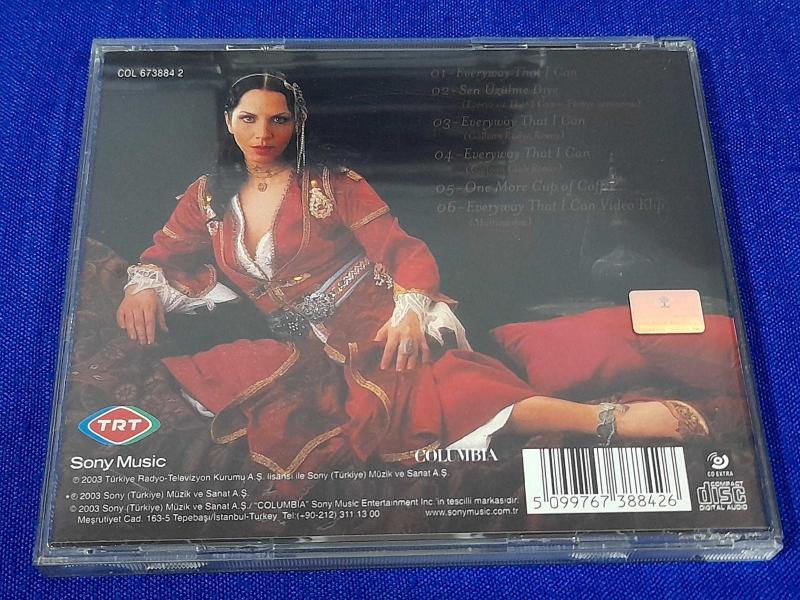 COL 673884 2
01-Everyway That I Can
02-Sen Üzülme Diye
03-Everyway That I Can
04-Everyway That I Can
05-One More Cup of
06-Everyway That I Can Video Klip
TRT
Sony Music
COLUMBIA
℗ 2003 Türkiye Radyo-Televizyon Kurumu A.Ş. lisansı ile Sony (Türkiye) Müzik ve Sanat A.Ş.
• ℗ 2003 Sony (Türkiye) Müzik ve Sanat A.Ş.
© 2003 Sony (Türkiye) Müzik ve Sanat A.Ş./ "COLUMBIA" Sony Music Entertainment Inc.'in tescilli markasıdır.
Meşrutiyet Cad. 163-5 Tepebaşı/İstanbul-Turkey Tel:(+90-212) 311 13 00
www.sonymusic.com.tr
5 099767 388426
CD EXTRA
COMPACT
disc
DIGITAL AUDIO